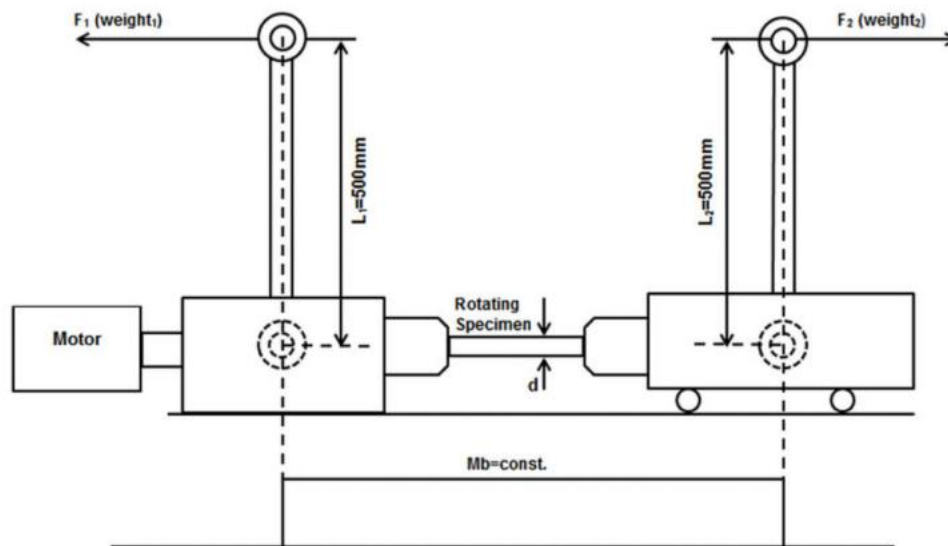 F₁ (weight₁)
F₂ (weight₂)
L₁=500mm
L₂=500mm
Rotating
Specimen
Motor
d
Mb=const.